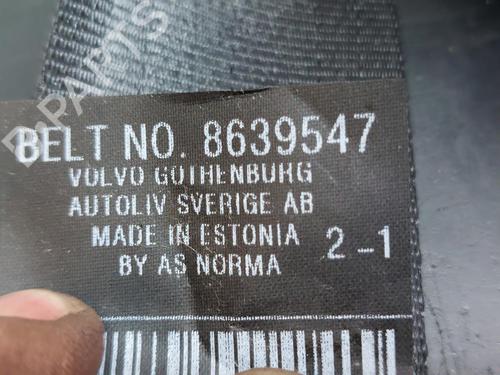 BELT NO. 8639547
VOLVO GOTHENBURG
AUTOLIV SVERIGE AB
MADE IN ESTONIA 2-1
BY AS NORMA